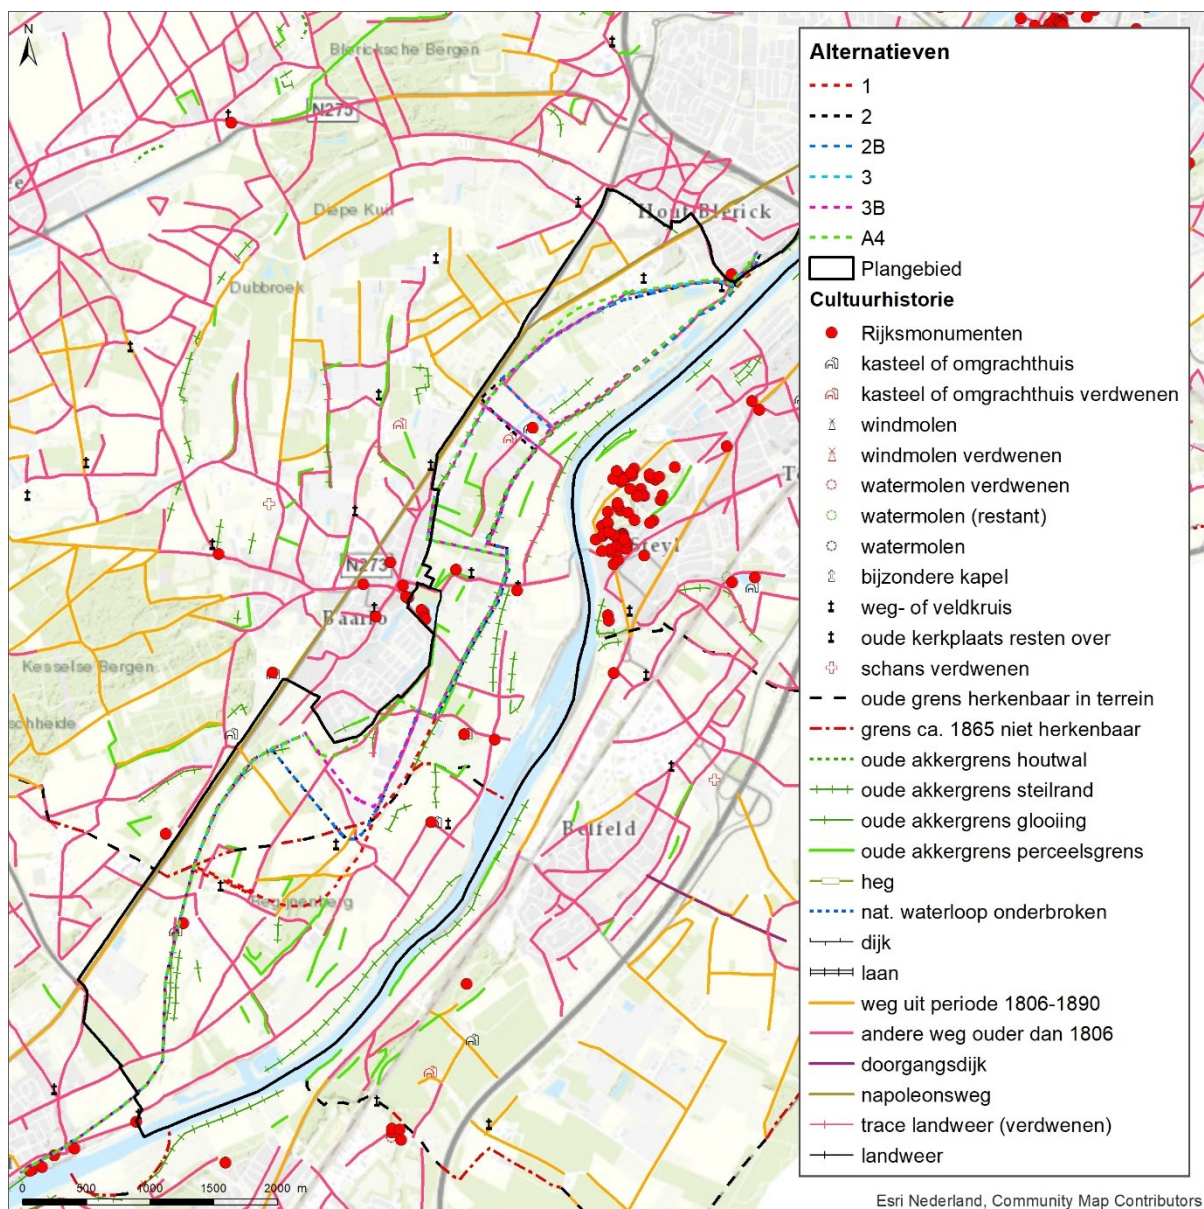 N
Blericksche Bergen
N275
Diepe Kuil
Hout-Blerick
Dubbroek
Steyl
N273
Baarlo
Kesselse Bergen
Belfeld
0 500 1000 1500 2000 m
Alternatieven
1
2
2B
3
3B
A4
Plangebied
Cultuurhistorie
Rijksmonumenten
kasteel of omgrachthuis
kasteel of omgrachthuis verdwenen
windmolen
windmolen verdwenen
watermolen verdwenen
watermolen (restant)
watermolen
bijzondere kapel
weg- of veldkruis
oude kerkplaats resten over
schans verdwenen
oude grens herkenbaar in terrein
grens ca. 1865 niet herkenbaar
oude akkergrens houtwal
oude akkergrens steilrand
oude akkergrens glooiing
oude akkergrens perceelsgrens
heg
nat. waterloop onderbroken
dijk
laan
weg uit periode 1806-1890
andere weg ouder dan 1806
doorgangsdijk
napoleonsweg
trace landweer (verdwenen)
landweer
Esri Nederland, Community Map Contributors